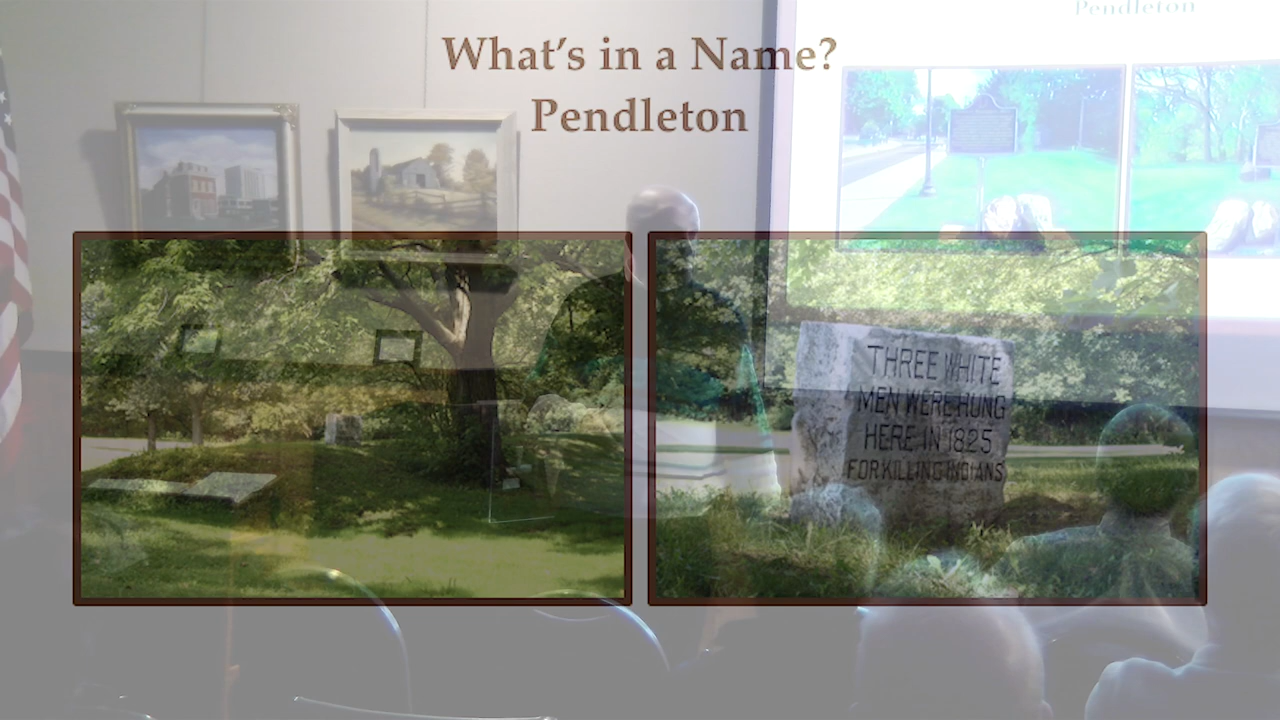 What's in a Name?
Pendleton
Pendleton
THREE WHITE
MEN WERE HUNG
HERE IN 1825
FOR KILLING INDIANS